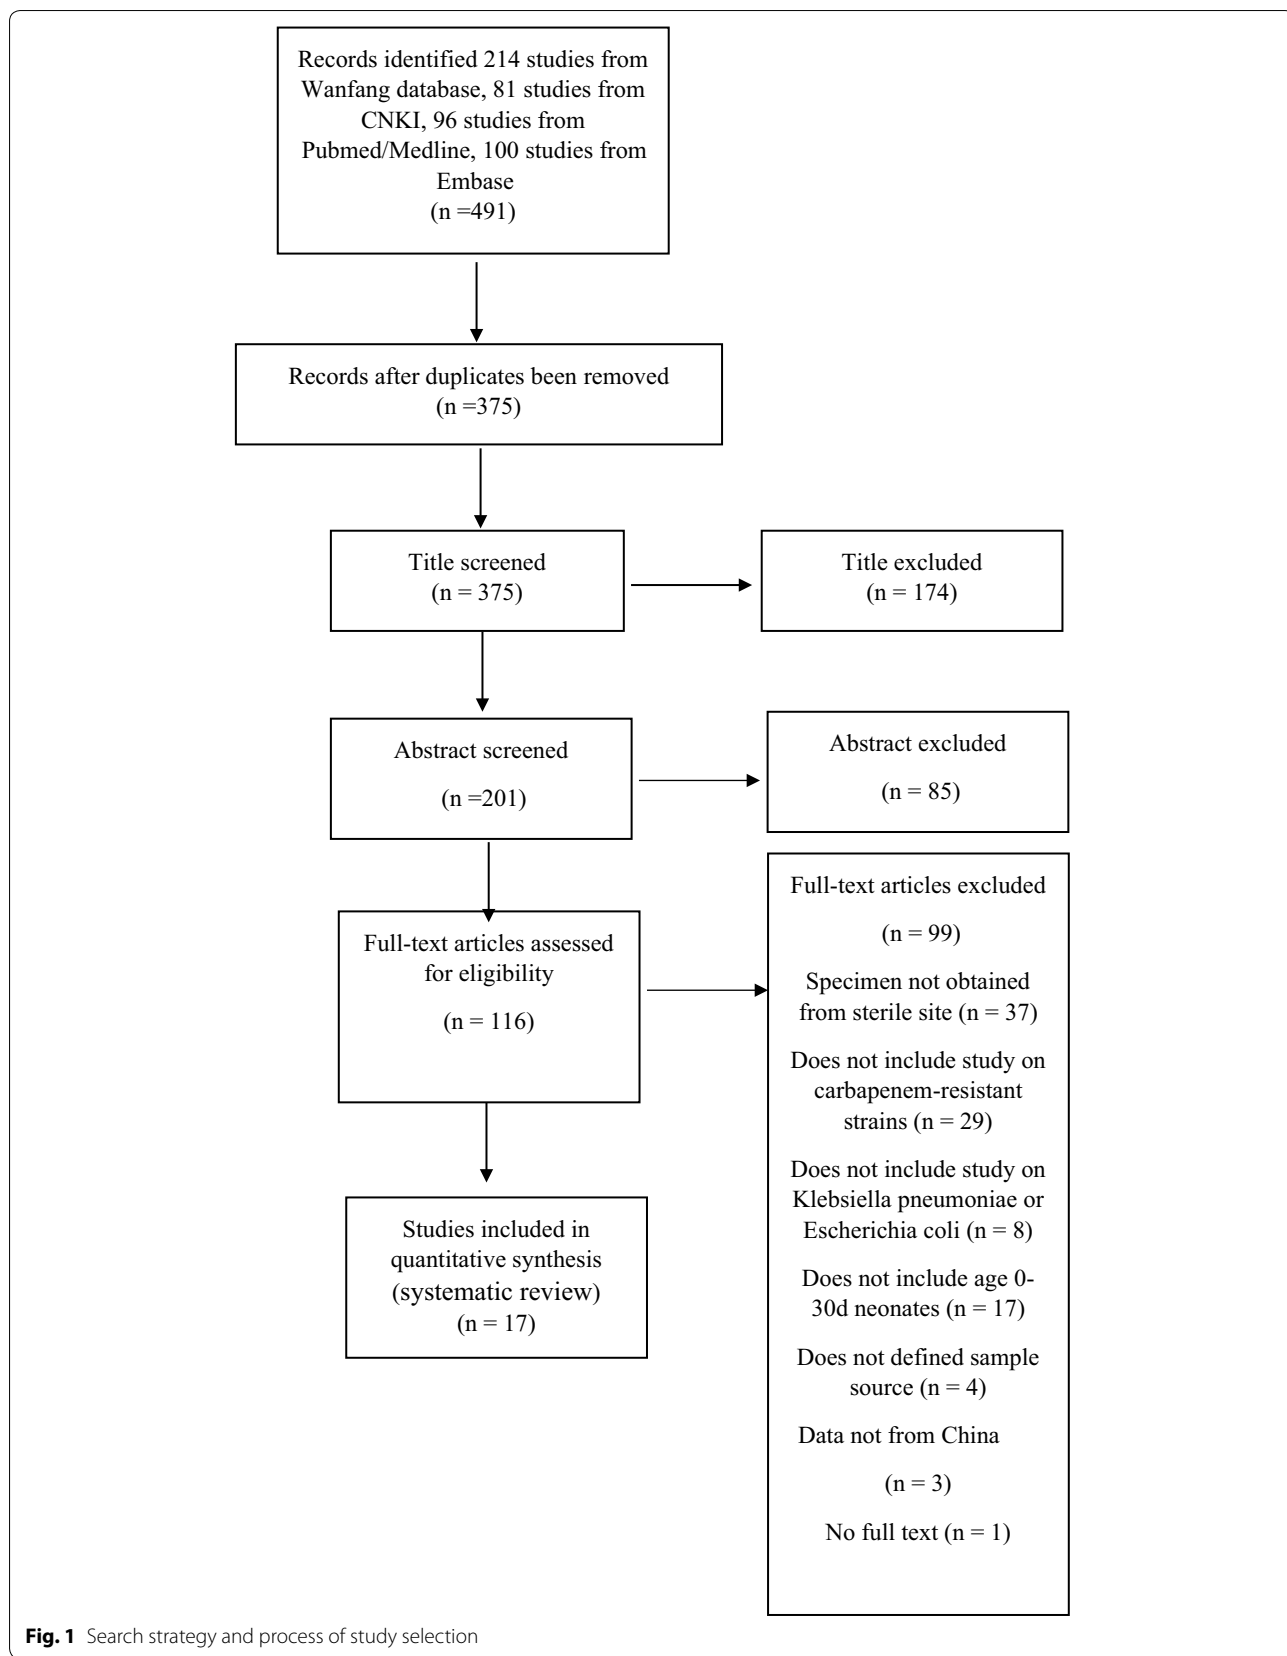 Records identified 214 studies from
Wanfang database, 81 studies from
CNKI, 96 studies from
Pubmed/Medline, 100 studies from
Embase
(n =491)
Records after duplicates been removed
(n =375)
Title screened
(n = 375)
Title excluded
(n = 174)
Abstract screened
(n =201)
Abstract excluded
(n = 85)
Full-text articles assessed
for eligibility
(n = 116)
Full-text articles excluded
(n = 99)
Specimen not obtained
from sterile site (n = 37)
Does not include study on
carbapenem-resistant
strains (n = 29)
Does not include study on
Klebsiella pneumoniae or
Escherichia coli (n = 8)
Does not include age 0-
30d neonates (n = 17)
Does not defined sample
source (n = 4)
Data not from China
(n = 3)
No full text (n = 1)
Studies included in
quantitative synthesis
(systematic review)
(n = 17)
Fig. 1 Search strategy and process of study selection